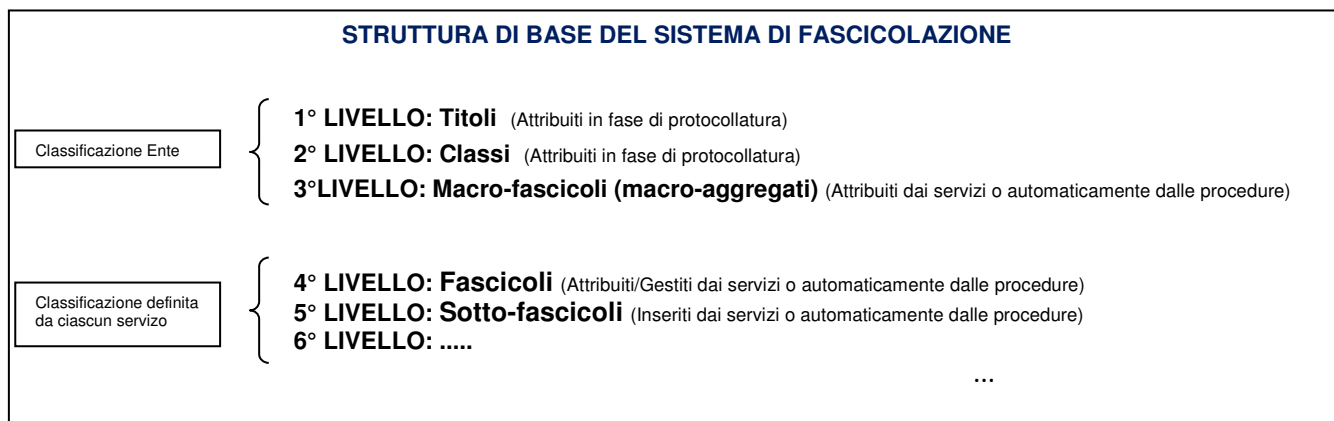 STRUTTURA DI BASE DEL SISTEMA DI FASCICOLAZIONE
Classificazione Ente
1° LIVELLO: Titoli (Attribuiti in fase di protocollatura)
2° LIVELLO: Classi (Attribuiti in fase di protocollatura)
3°LIVELLO: Macro-fascicoli (macro-aggregati) (Attribuiti dai servizi o automaticamente dalle procedure)
Classificazione definita
da ciascun servizo
4° LIVELLO: Fascicoli (Attribuiti/Gestiti dai servizi o automaticamente dalle procedure)
5° LIVELLO: Sotto-fascicoli (Inseriti dai servizi o automaticamente dalle procedure)
6° LIVELLO: .....
...